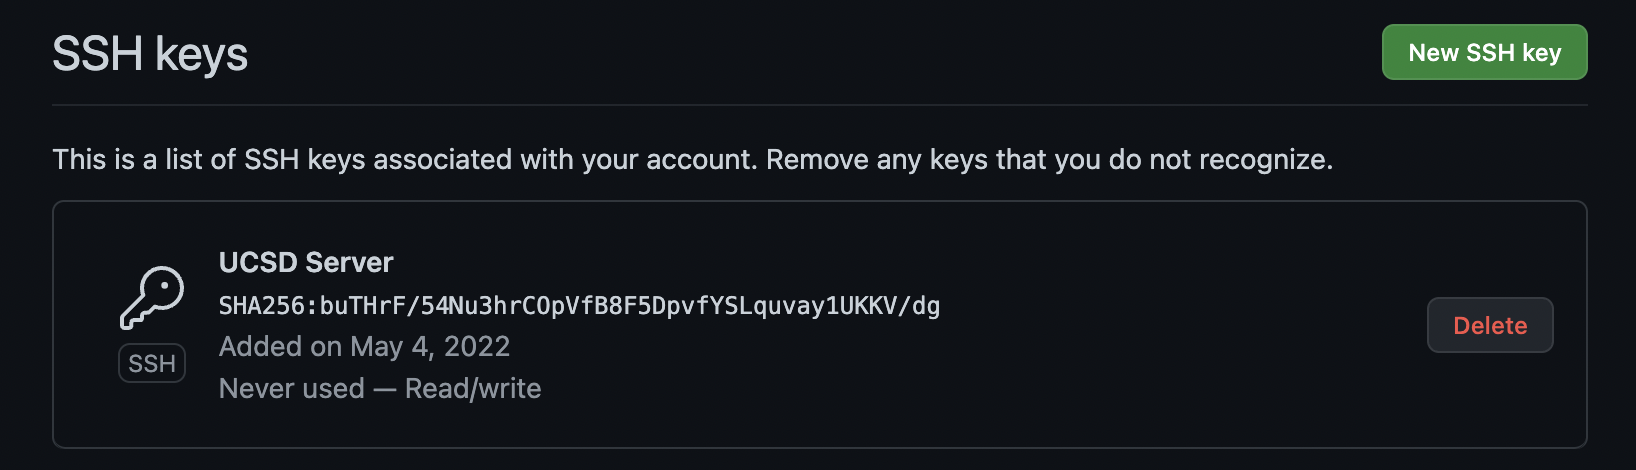 SSH keys
New SSH key
This is a list of SSH keys associated with your account. Remove any keys that you do not recognize.
UCSD Server
SHA256:buTHrF/54Nu3hrCOpVfB8F5DpvfYSLquvay1UKKV/dg
Added on May 4, 2022
Never used — Read/write
SSH
Delete